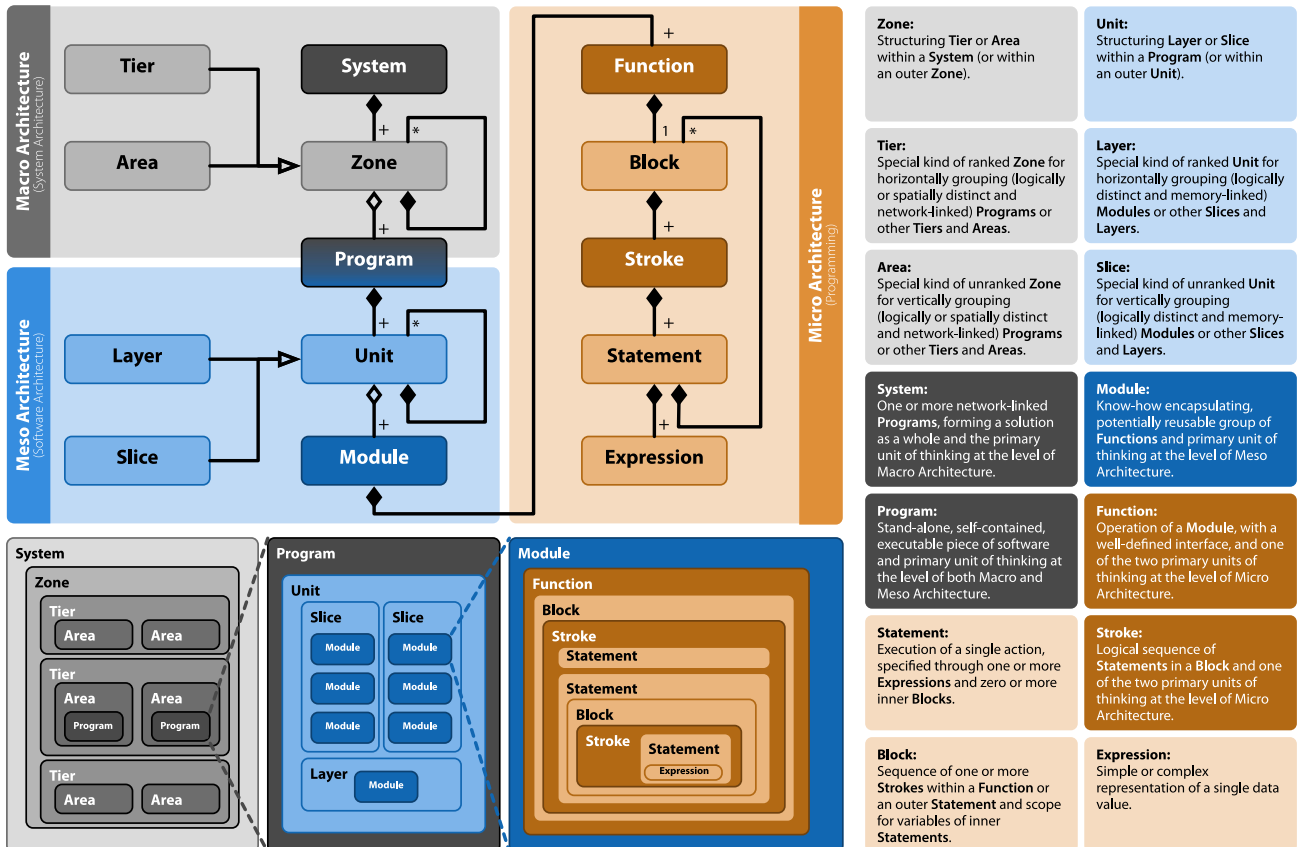 Macro Architecture
(System Architecture)
Tier
System
Area
Zone
+
*
+
Program
Meso Architecture
(Software Architecture)
Layer
Unit
Slice
Module
+
*
+
Micro Architecture
(Programming)
+
Function
1
*
Block
+
Stroke
+
Statement
+
Expression
System
Zone
Tier
Area
Area
Tier
Area
Area
Program
Program
Tier
Area
Area
Program
Unit
Slice
Slice
Module
Module
Module
Module
Module
Module
Layer
Module
Module
Function
Block
Stroke
Statement
Statement
Block
Stroke
Statement
Expression
Zone:
Structuring Tier or Area
within a System (or within
an outer Zone).
Unit:
Structuring Layer or Slice
within a Program (or within
an outer Unit).
Tier:
Special kind of ranked Zone for
horizontally grouping (logically
or spatially distinct and
network-linked) Programs or
other Tiers and Areas.
Layer:
Special kind of ranked Unit for
horizontally grouping (logically
distinct and memory-linked)
Modules or other Slices and
Layers.
Area:
Special kind of unranked Zone
for vertically grouping
(logically or spatially distinct
and network-linked) Programs
or other Tiers and Areas.
Slice:
Special kind of unranked Unit
for vertically grouping
(logically distinct and memory-
linked) Modules or other Slices
and Layers.
System:
One or more network-linked
Programs, forming a solution
as a whole and the primary
unit of thinking at the level of
Macro Architecture.
Module:
Know-how encapsulating,
potentially reusable group of
Functions and primary unit of
thinking at the level of Meso
Architecture.
Program:
Stand-alone, self-contained,
executable piece of software
and primary unit of thinking at
the level of both Macro and
Meso Architecture.
Function:
Operation of a Module, with a
well-defined interface, and one
of the two primary units of
thinking at the level of Micro
Architecture.
Statement:
Execution of a single action,
specified through one or more
Expressions and zero or more
inner Blocks.
Stroke:
Logical sequence of
Statements in a Block and one
of the two primary units of
thinking at the level of Micro
Architecture.
Block:
Sequence of one or more
Strokes within a Function or
an outer Statement and scope
for variables of inner
Statements.
Expression:
Simple or complex
representation of a single data
value.